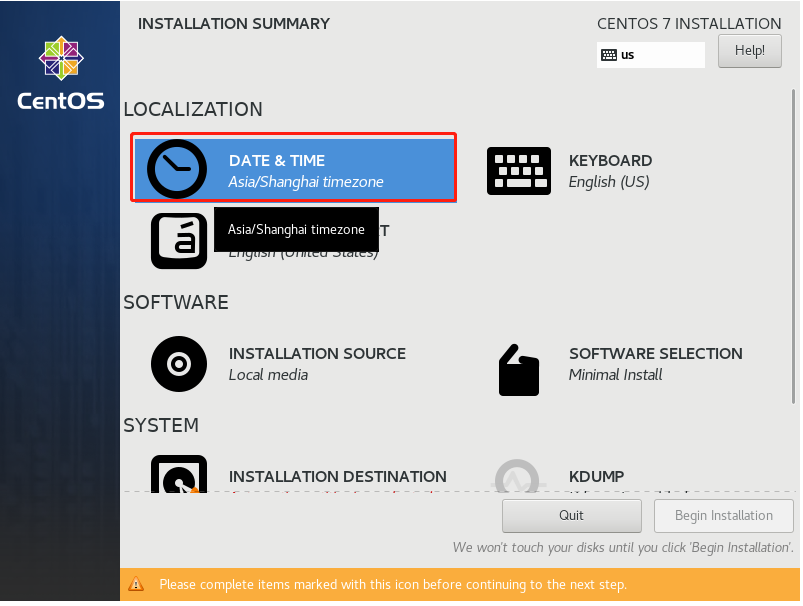 INSTALLATION SUMMARY
CENTOS 7 INSTALLATION
us
Help!
CentOS
LOCALIZATION
DATE & TIME
Asia/Shanghai timezone
KEYBOARD
English (US)
á
Asia/Shanghai timezone
English (United States)
SOFTWARE
INSTALLATION SOURCE
Local media
SOFTWARE SELECTION
Minimal Install
SYSTEM
INSTALLATION DESTINATION
KDUMP
Quit
Begin Installation
We won't touch your disks until you click 'Begin Installation'.
Please complete items marked with this icon before continuing to the next step.